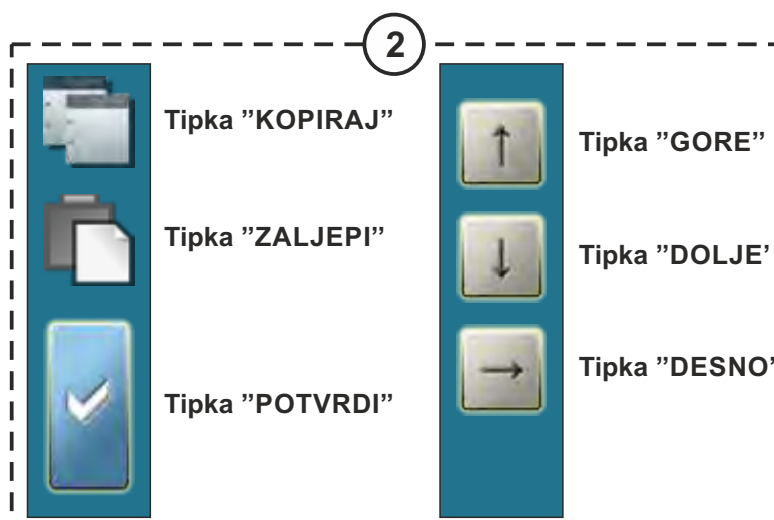 2
Tipka ”KOPIRAJ”
Tipka ”ZALJEPI”
Tipka ”POTVRDI”
Tipka ”GORE”
Tipka ”DOLJE’
Tipka ”DESNO”